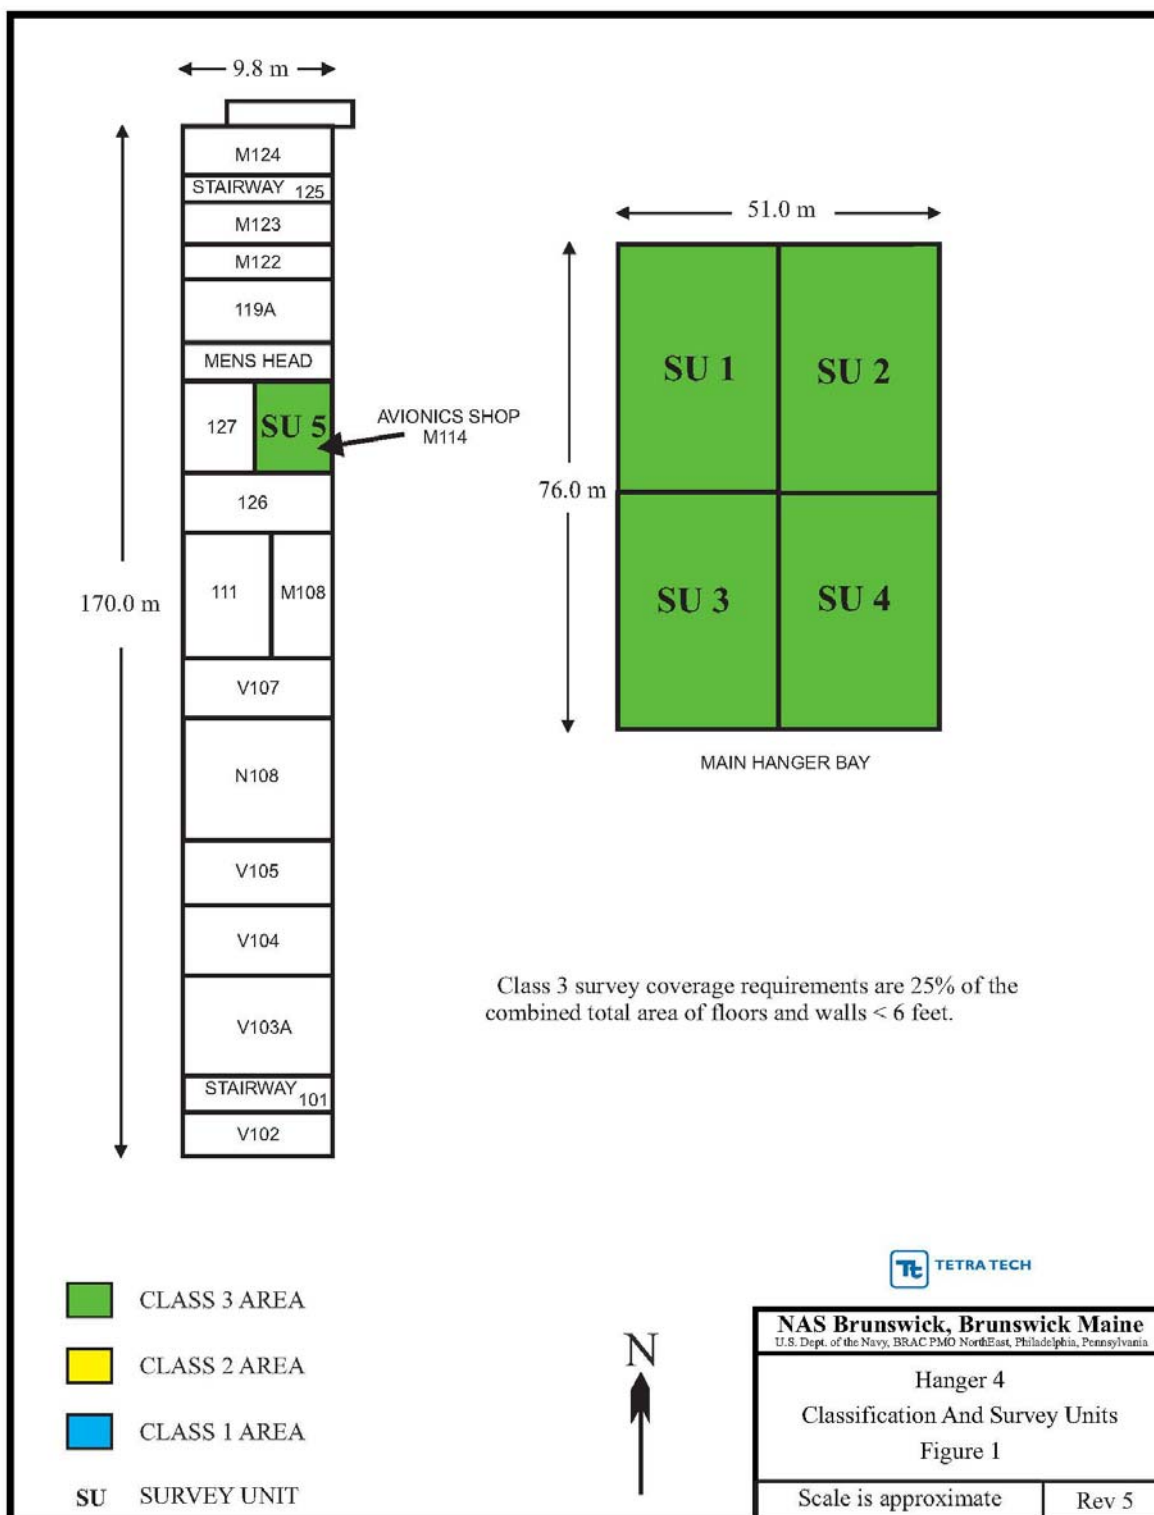 9.8 m
M124
STAIRWAY 125
M123
M122
119A
MENS HEAD
127
SU 5
AVIONICS SHOP
M114
126
111
M108
170.0 m
V107
N108
V105
V104
V103A
STAIRWAY 101
V102
51.0 m
SU 1
SU 2
76.0 m
SU 3
SU 4
MAIN HANGER BAY
Class 3 survey coverage requirements are 25% of the
combined total area of floors and walls < 6 feet.
CLASS 3 AREA
CLASS 2 AREA
CLASS 1 AREA
SU SURVEY UNIT
N
Tt TETRA TECH
NAS Brunswick, Brunswick Maine
U.S. Dept. of the Navy, BRAC PMO NorthEast, Philadelphia, Pennsylvania
Hanger 4
Classification And Survey Units
Figure 1
Scale is approximate
Rev 5